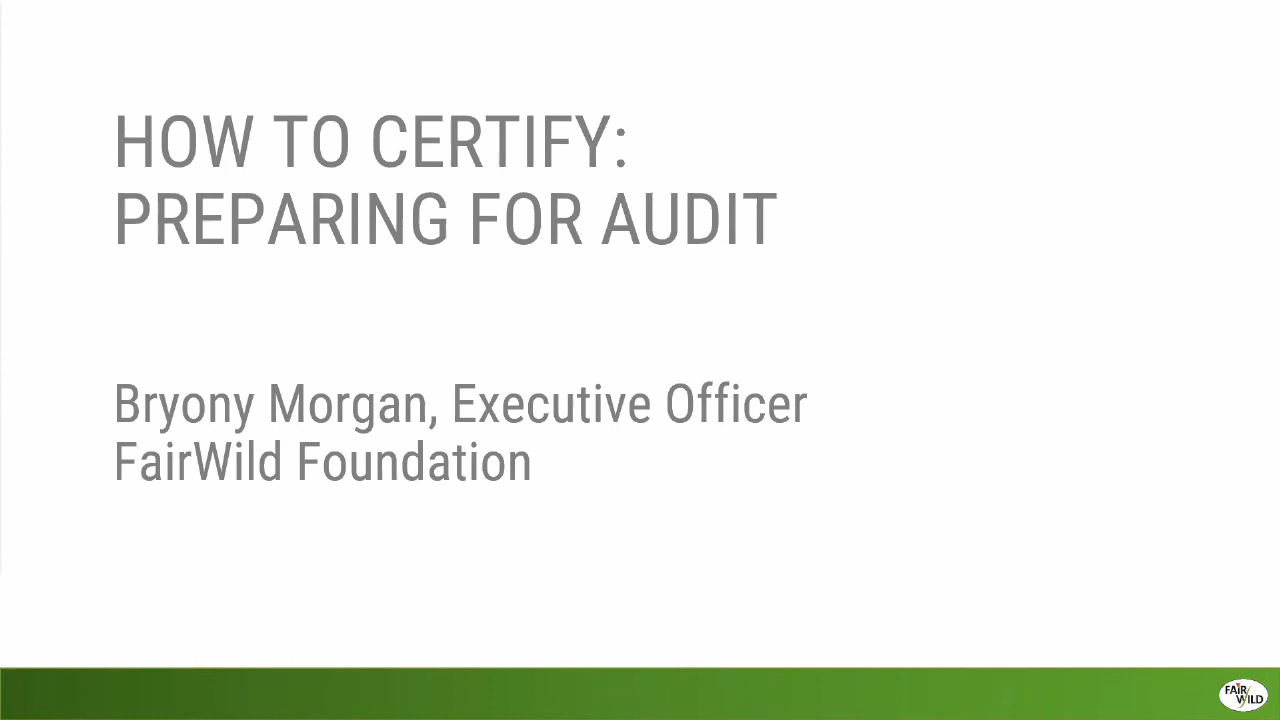 HOW TO CERTIFY:
PREPARING FOR AUDIT
Bryony Morgan, Executive Officer
FairWild Foundation
FAIR
WILD